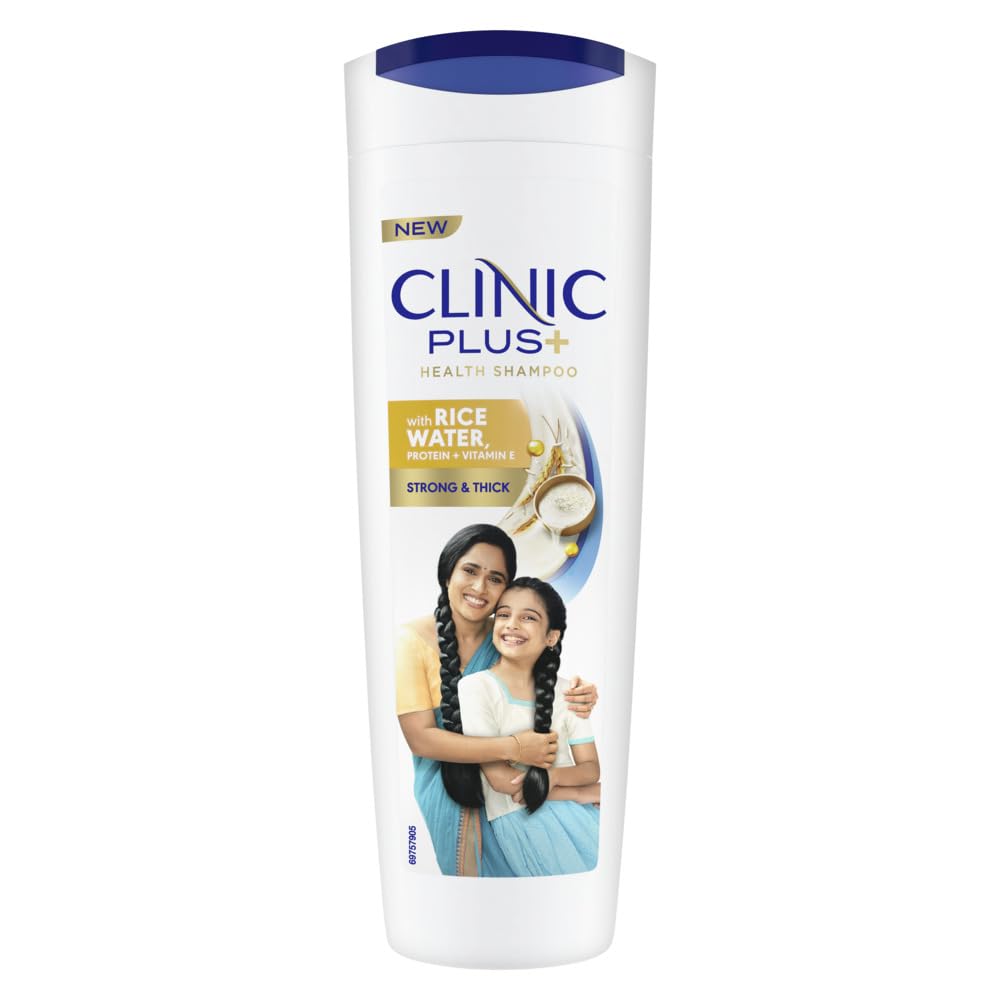 NEW
CLINIC
PLUS+
HEALTH SHAMPOO
with RICE
WATER,
PROTEIN + VITAMIN E
STRONG & THICK
69757905